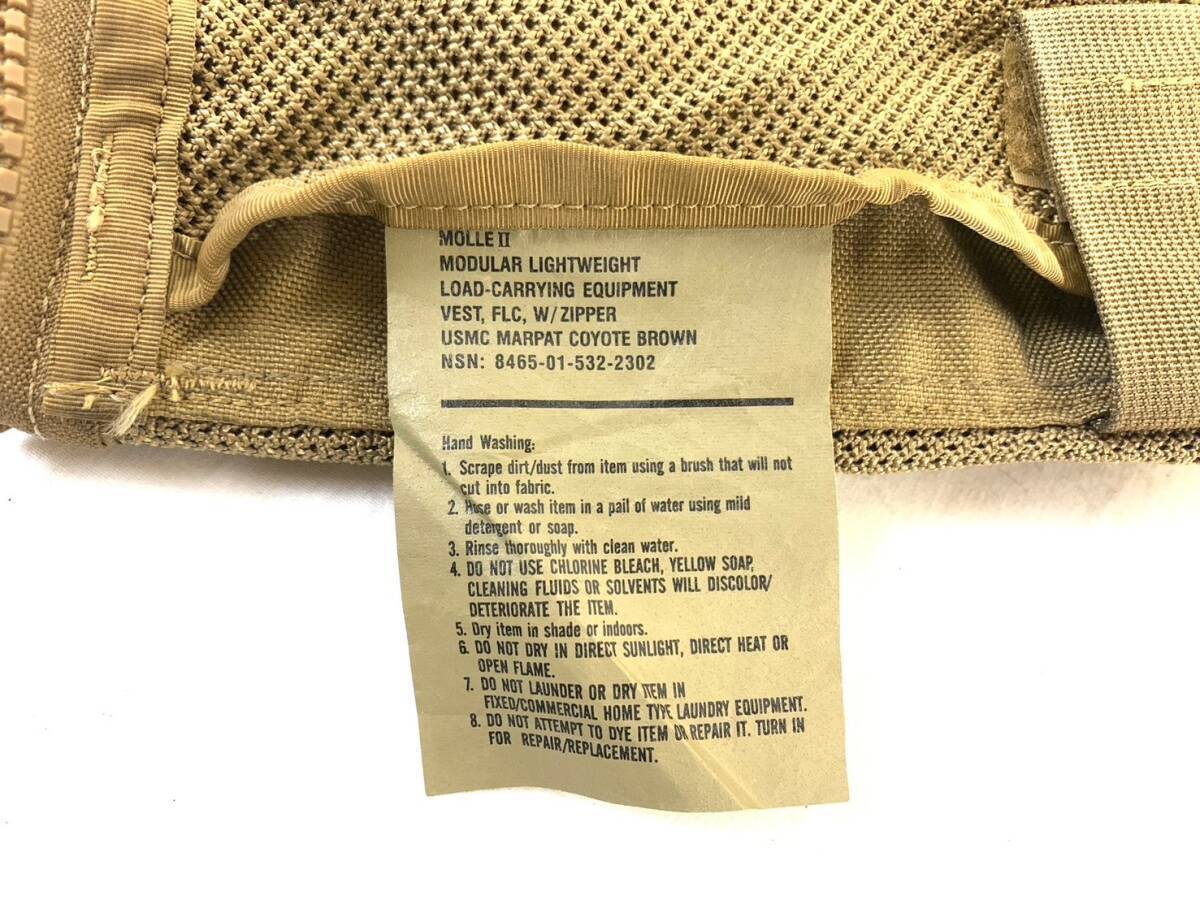 MOLLE II
MODULAR LIGHTWEIGHT
LOAD-CARRYING EQUIPMENT
VEST, FLC, W/ZIPPER
USMC MARPAT COYOTE BROWN
NSN: 8465-01-532-2302
Hand Washing:
1. Scrape dirt/dust from item using a brush that will not
cut into fabric.
2. Hose or wash item in a pail of water using mild
detergent or soap.
3. Rinse thoroughly with clean water.
4. DO NOT USE CHLORINE BLEACH, YELLOW SOAP,
CLEANING FLUIDS OR SOLVENTS WILL DISCOLOR/
DETERIORATE THE ITEM.
5. Dry item in shade or indoors.
6. DO NOT DRY IN DIRECT SUNLIGHT, DIRECT HEAT OR
OPEN FLAME.
7. DO NOT LAUNDER OR DRY ITEM IN
FIXED/COMMERCIAL HOME TYPE LAUNDRY EQUIPMENT.
8. DO NOT ATTEMPT TO DYE ITEM OR REPAIR IT. TURN IN
FOR REPAIR/REPLACEMENT.